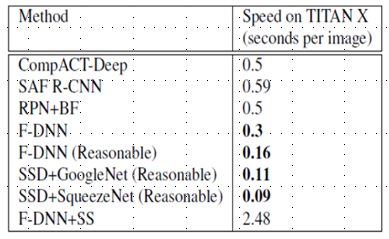 Method Speed on TITAN X
(seconds per image)
CompACT-Deep 0.5
SAF R-CNN 0.59
RPN+BF 0.5
F-DNN 0.3
F-DNN (Reasonable) 0.16
SSD+GoogleNet (Reasonable) 0.11
SSD+SqueezeNet (Reasonable) 0.09
F-DNN+SS 2.48